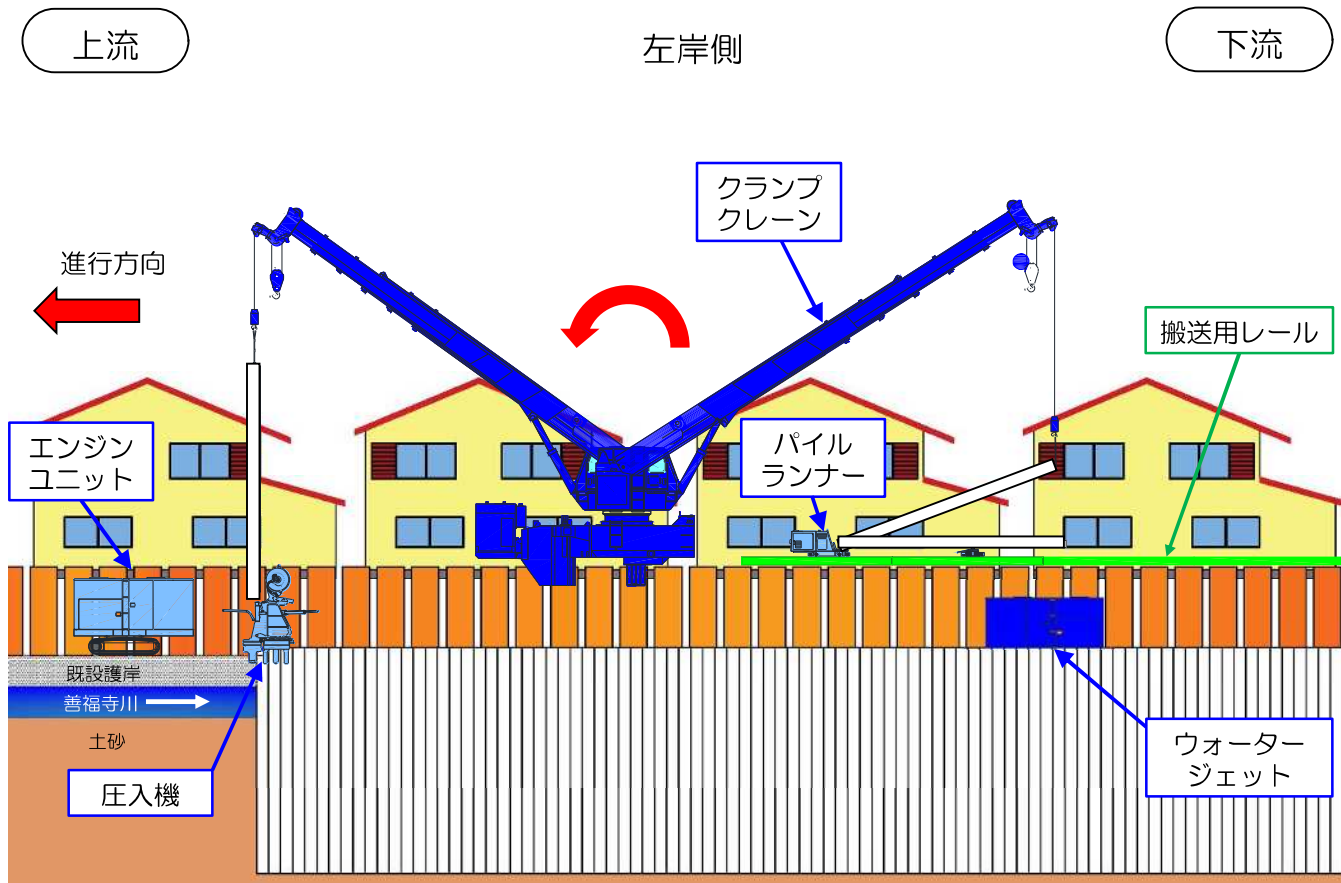 上流
左岸側
下流
クランプ
クレーン
進行方向
搬送用レール
エンジン
ユニット
パイル
ランナー
既設護岸
善福寺川
土砂
圧入機
ウォーター
ジェット